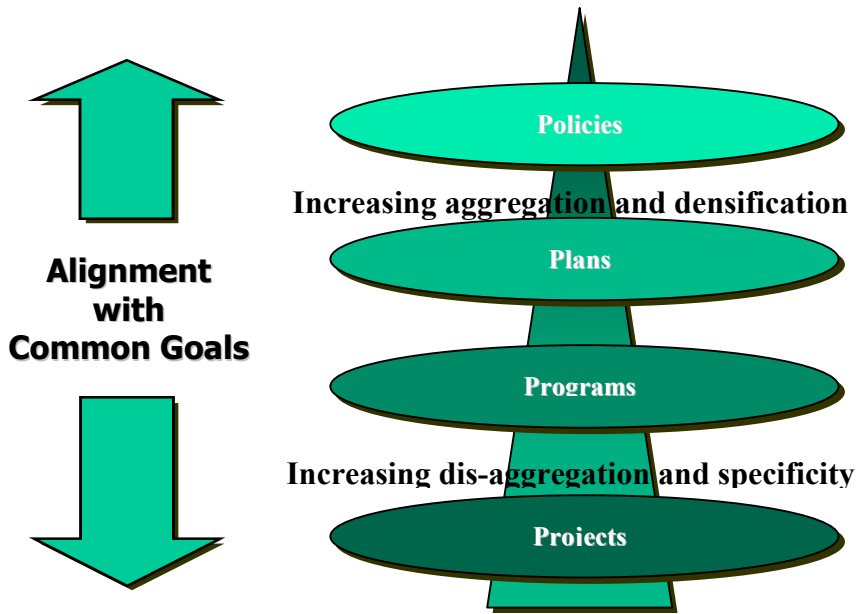 Policies
Increasing aggregation and densification
Plans
Alignment
with
Common Goals
Programs
Increasing dis-aggregation and specificity
Projects